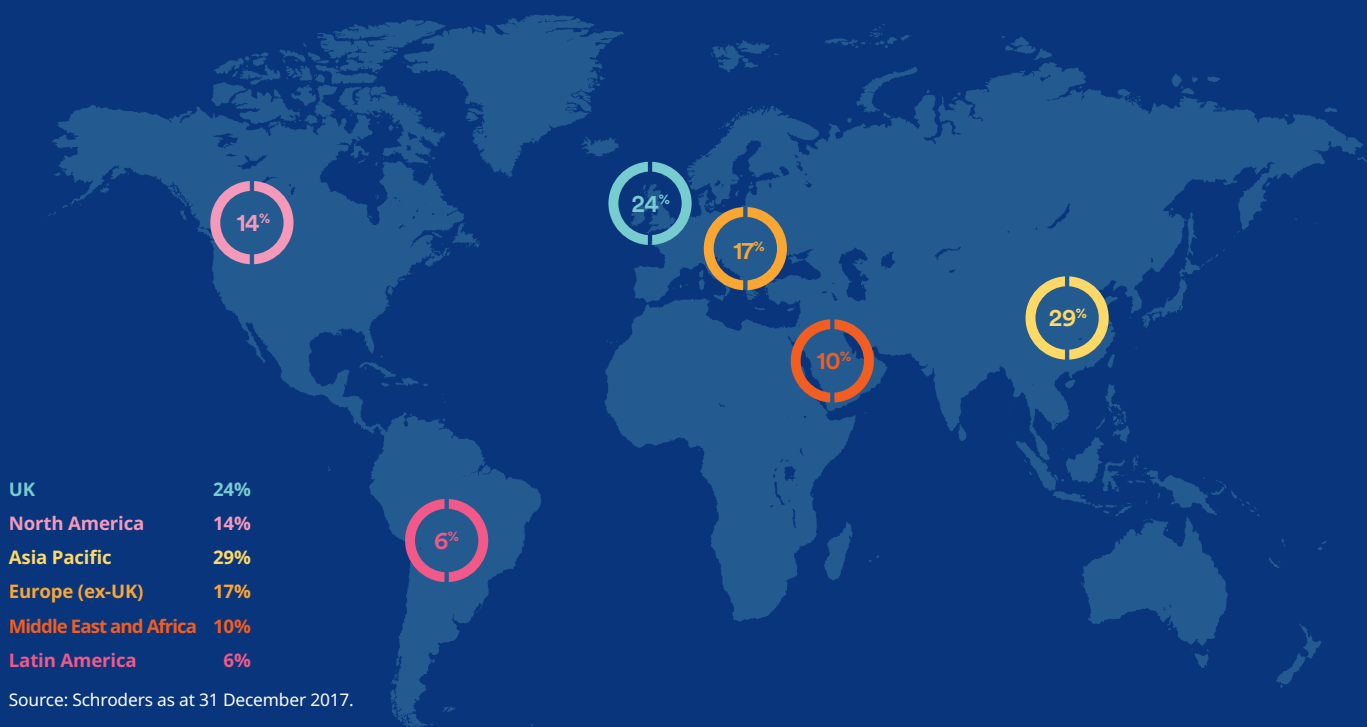 24%
14%
17%
29%
10%
6%
UK 24%
North America 14%
Asia Pacific 29%
Europe (ex-UK) 17%
Middle East and Africa 10%
Latin America 6%
Source: Schroders as at 31 December 2017.